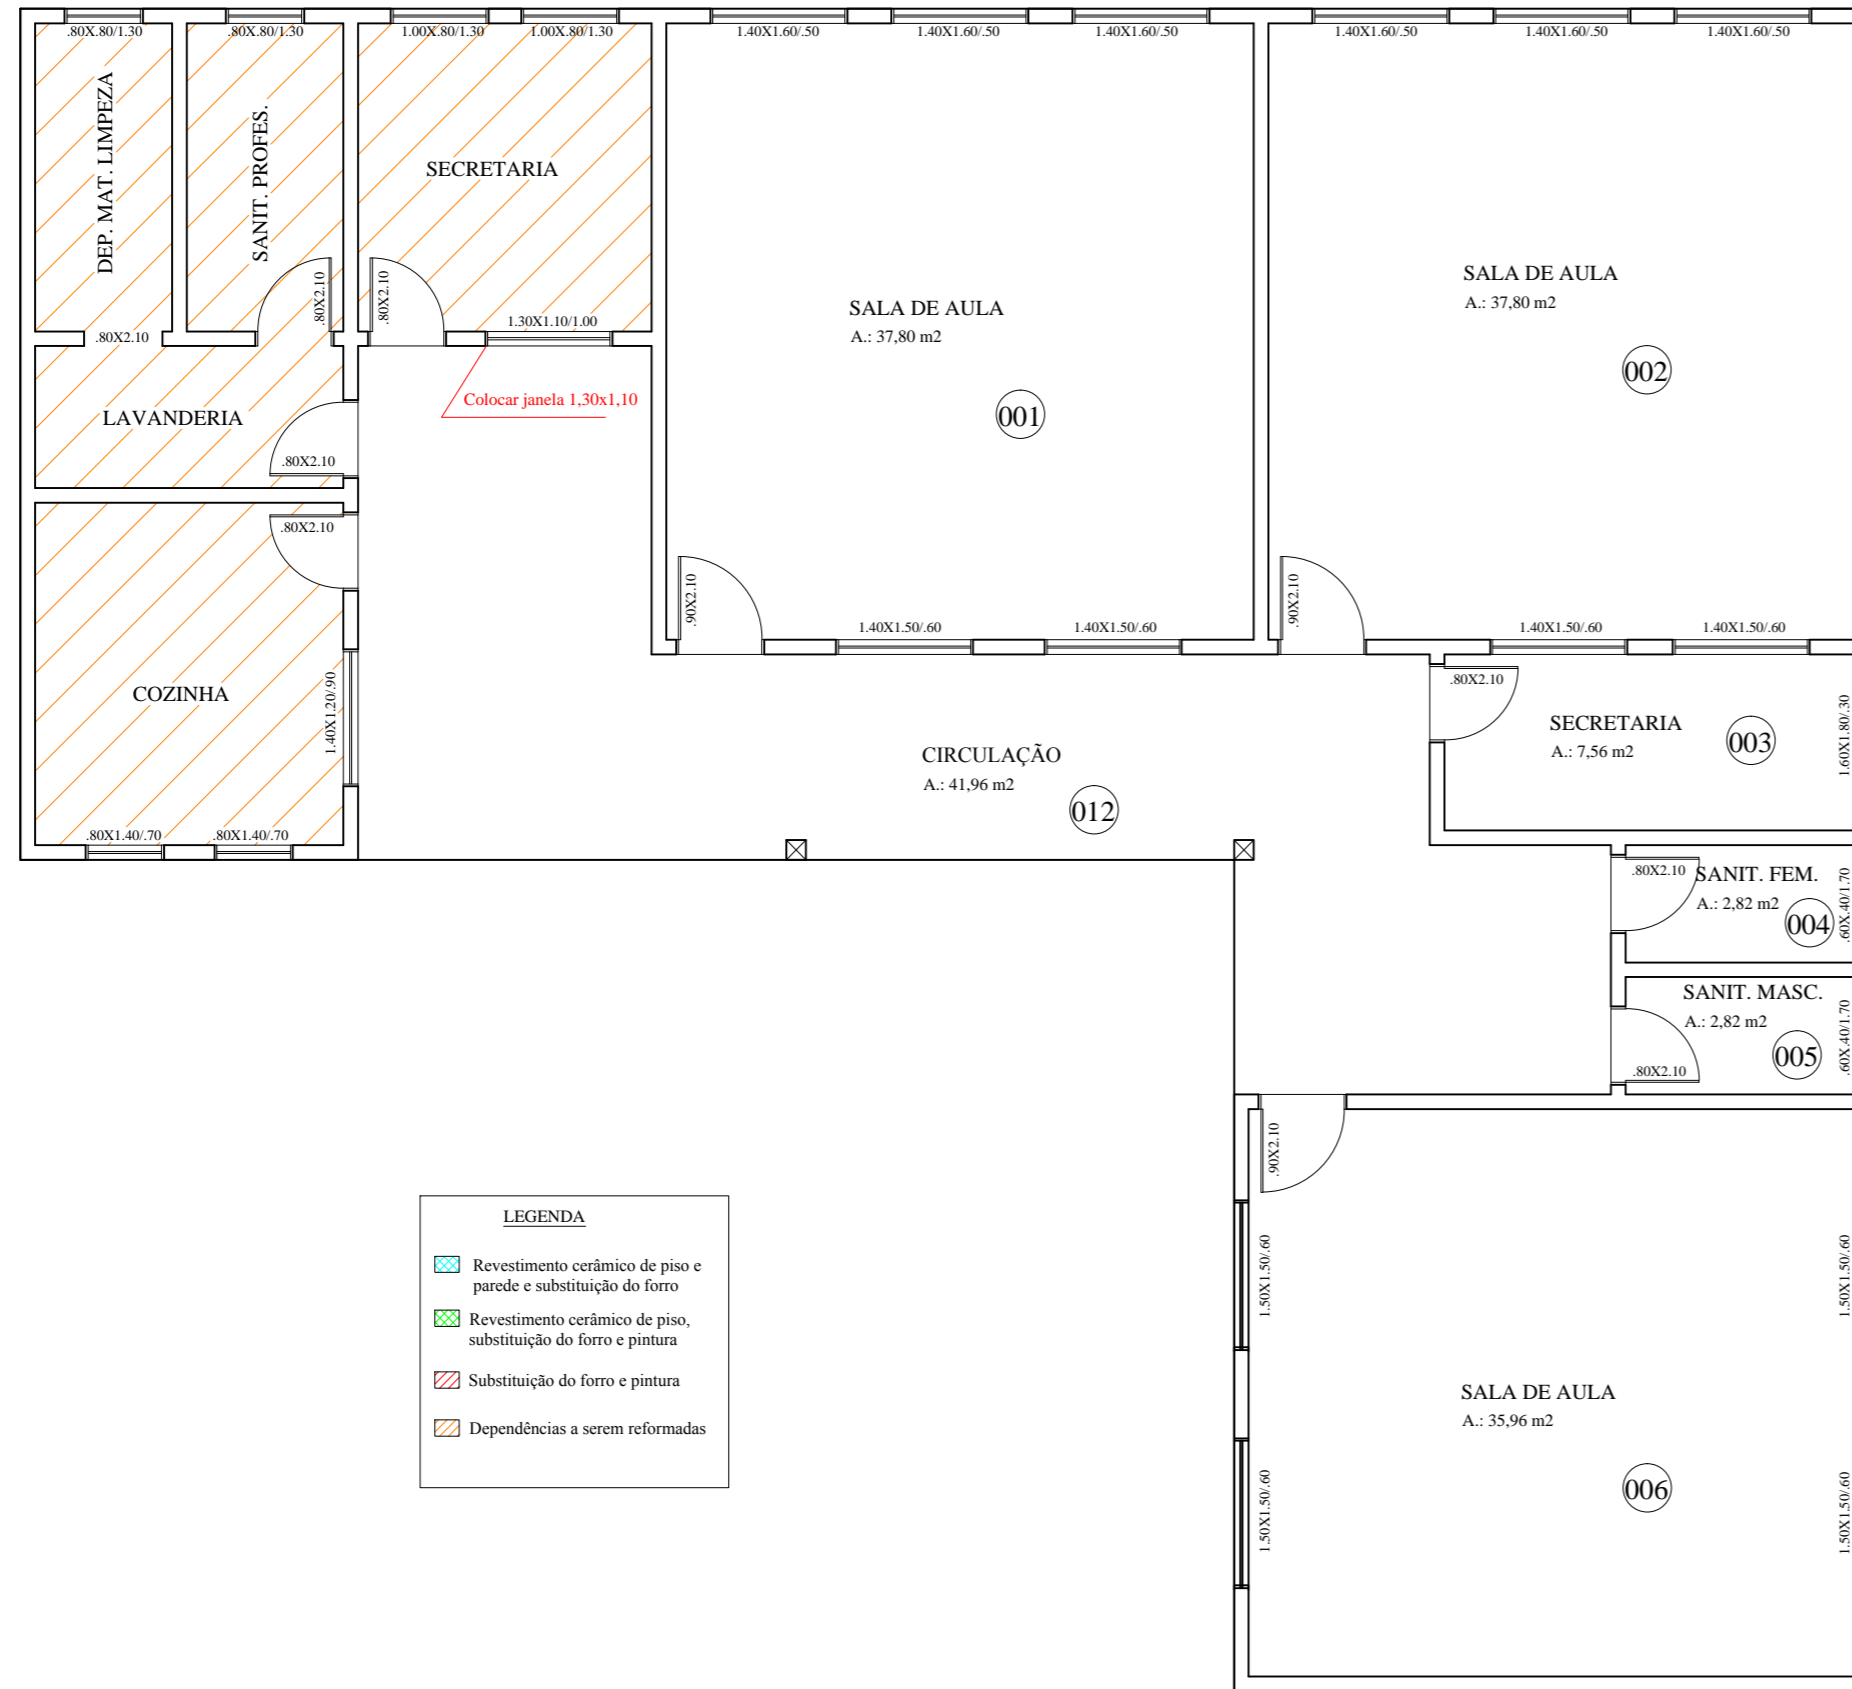 .80X.80/1.30
.80X.80/1.30
1.00X.80/1.30
1.00X.80/1.30
1.40X1.60/.50
1.40X1.60/.50
1.40X1.60/.50
1.40X1.60/.50
1.40X1.60/.50
1.40X1.60/.50
DEP. MAT. LIMPEZA
SANIT. PROFES.
SECRETARIA
.80X2.10
.80X2.10
.80X2.10
1.30X1.10/1.00
Colocar janela 1,30x1,10
LAVANDERIA
.80X2.10
.80X2.10
COZINHA
1.40X1.20/.90
.80X1.40/.70
.80X1.40/.70
SALA DE AULA
A.: 37,80 m2
001
.90X2.10
1.40X1.50/.60
1.40X1.50/.60
SALA DE AULA
A.: 37,80 m2
002
.90X2.10
1.40X1.50/.60
1.40X1.50/.60
.80X2.10
SECRETARIA
A.: 7,56 m2
003
1.60X1.80/.30
CIRCULAÇÃO
A.: 41,96 m2
012
.80X2.10
SANIT. FEM.
A.: 2,82 m2
004
.60X.40/1.70
SANIT. MASC.
A.: 2,82 m2
005
.80X2.10
.60X.40/1.70
.90X2.10
1.50X1.50/.60
1.50X1.50/.60
SALA DE AULA
A.: 35,96 m2
006
1.50X1.50/.60
1.50X1.50/.60
LEGENDA
Revestimento cerâmico de piso e
parede e substituição do forro
Revestimento cerâmico de piso,
substituição do forro e pintura
Substituição do forro e pintura
Dependências a serem reformadas